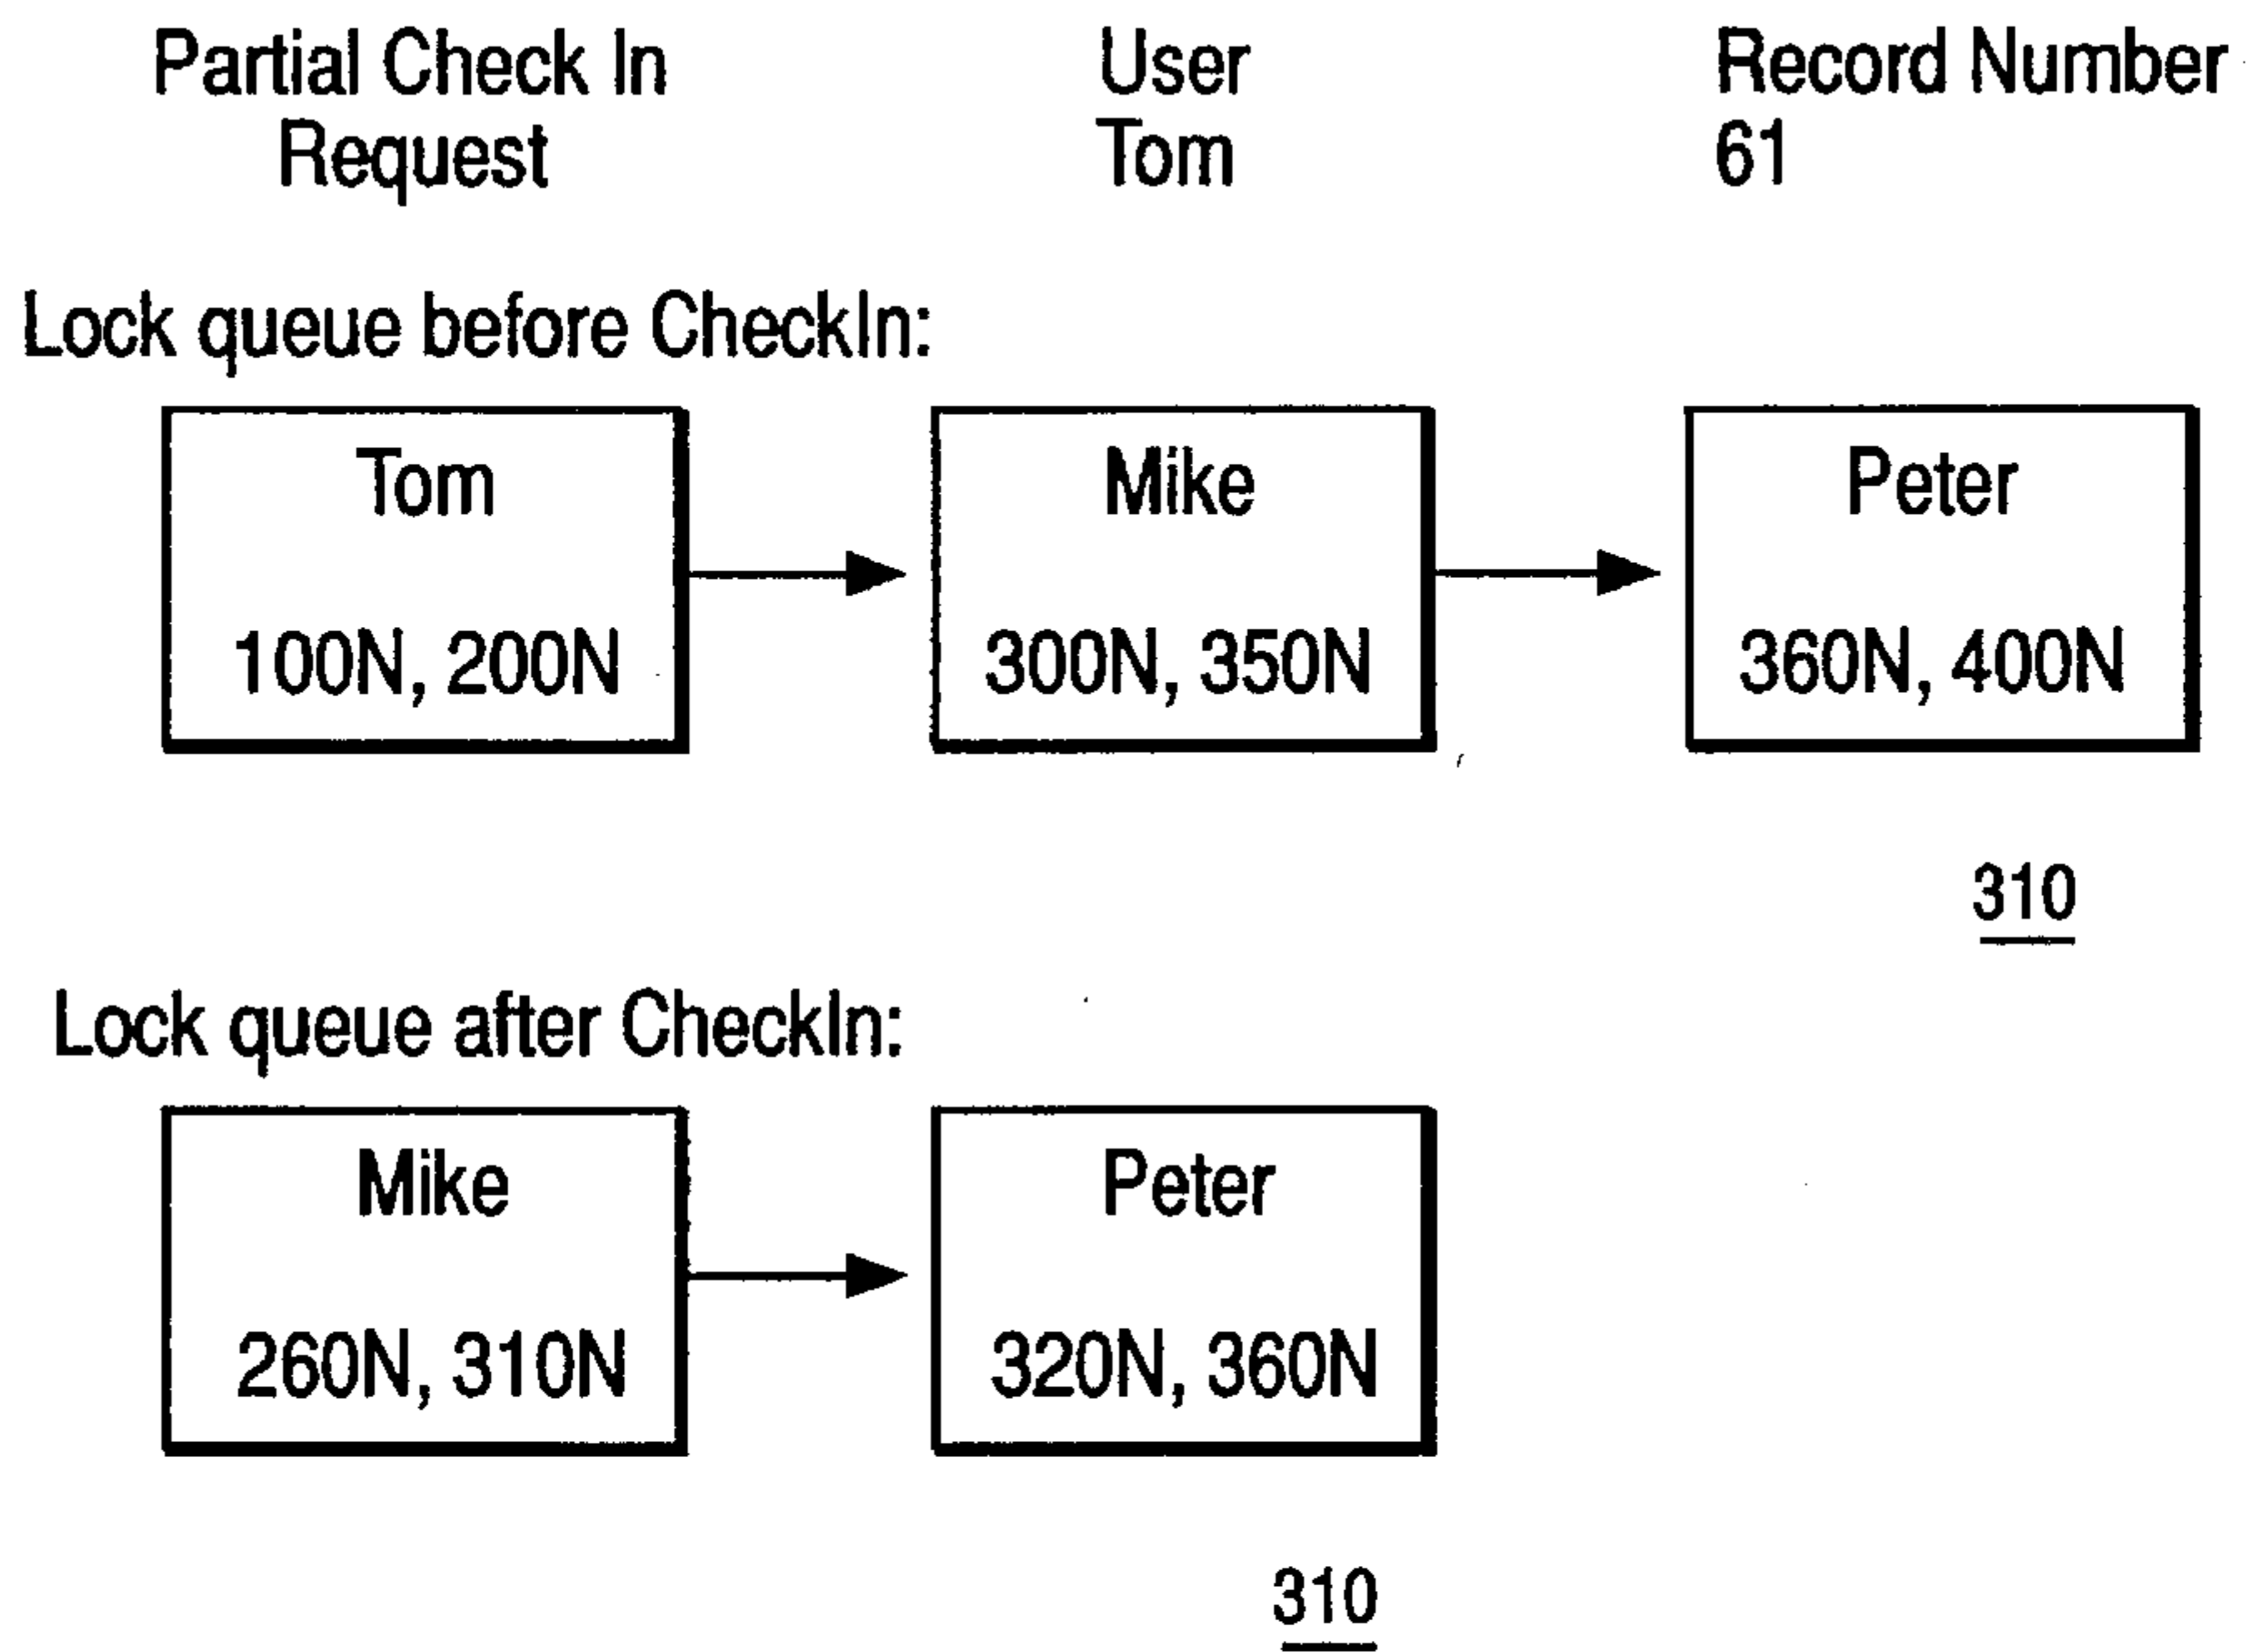 Partial Check In Request
User
Tom
Record Number
61
Lock queue before CheckIn:
Tom
100N, 200N
Mike
300N, 350N
Peter
360N, 400N
310
Lock queue after CheckIn:
Mike
260N, 310N
Peter
320N, 360N
310